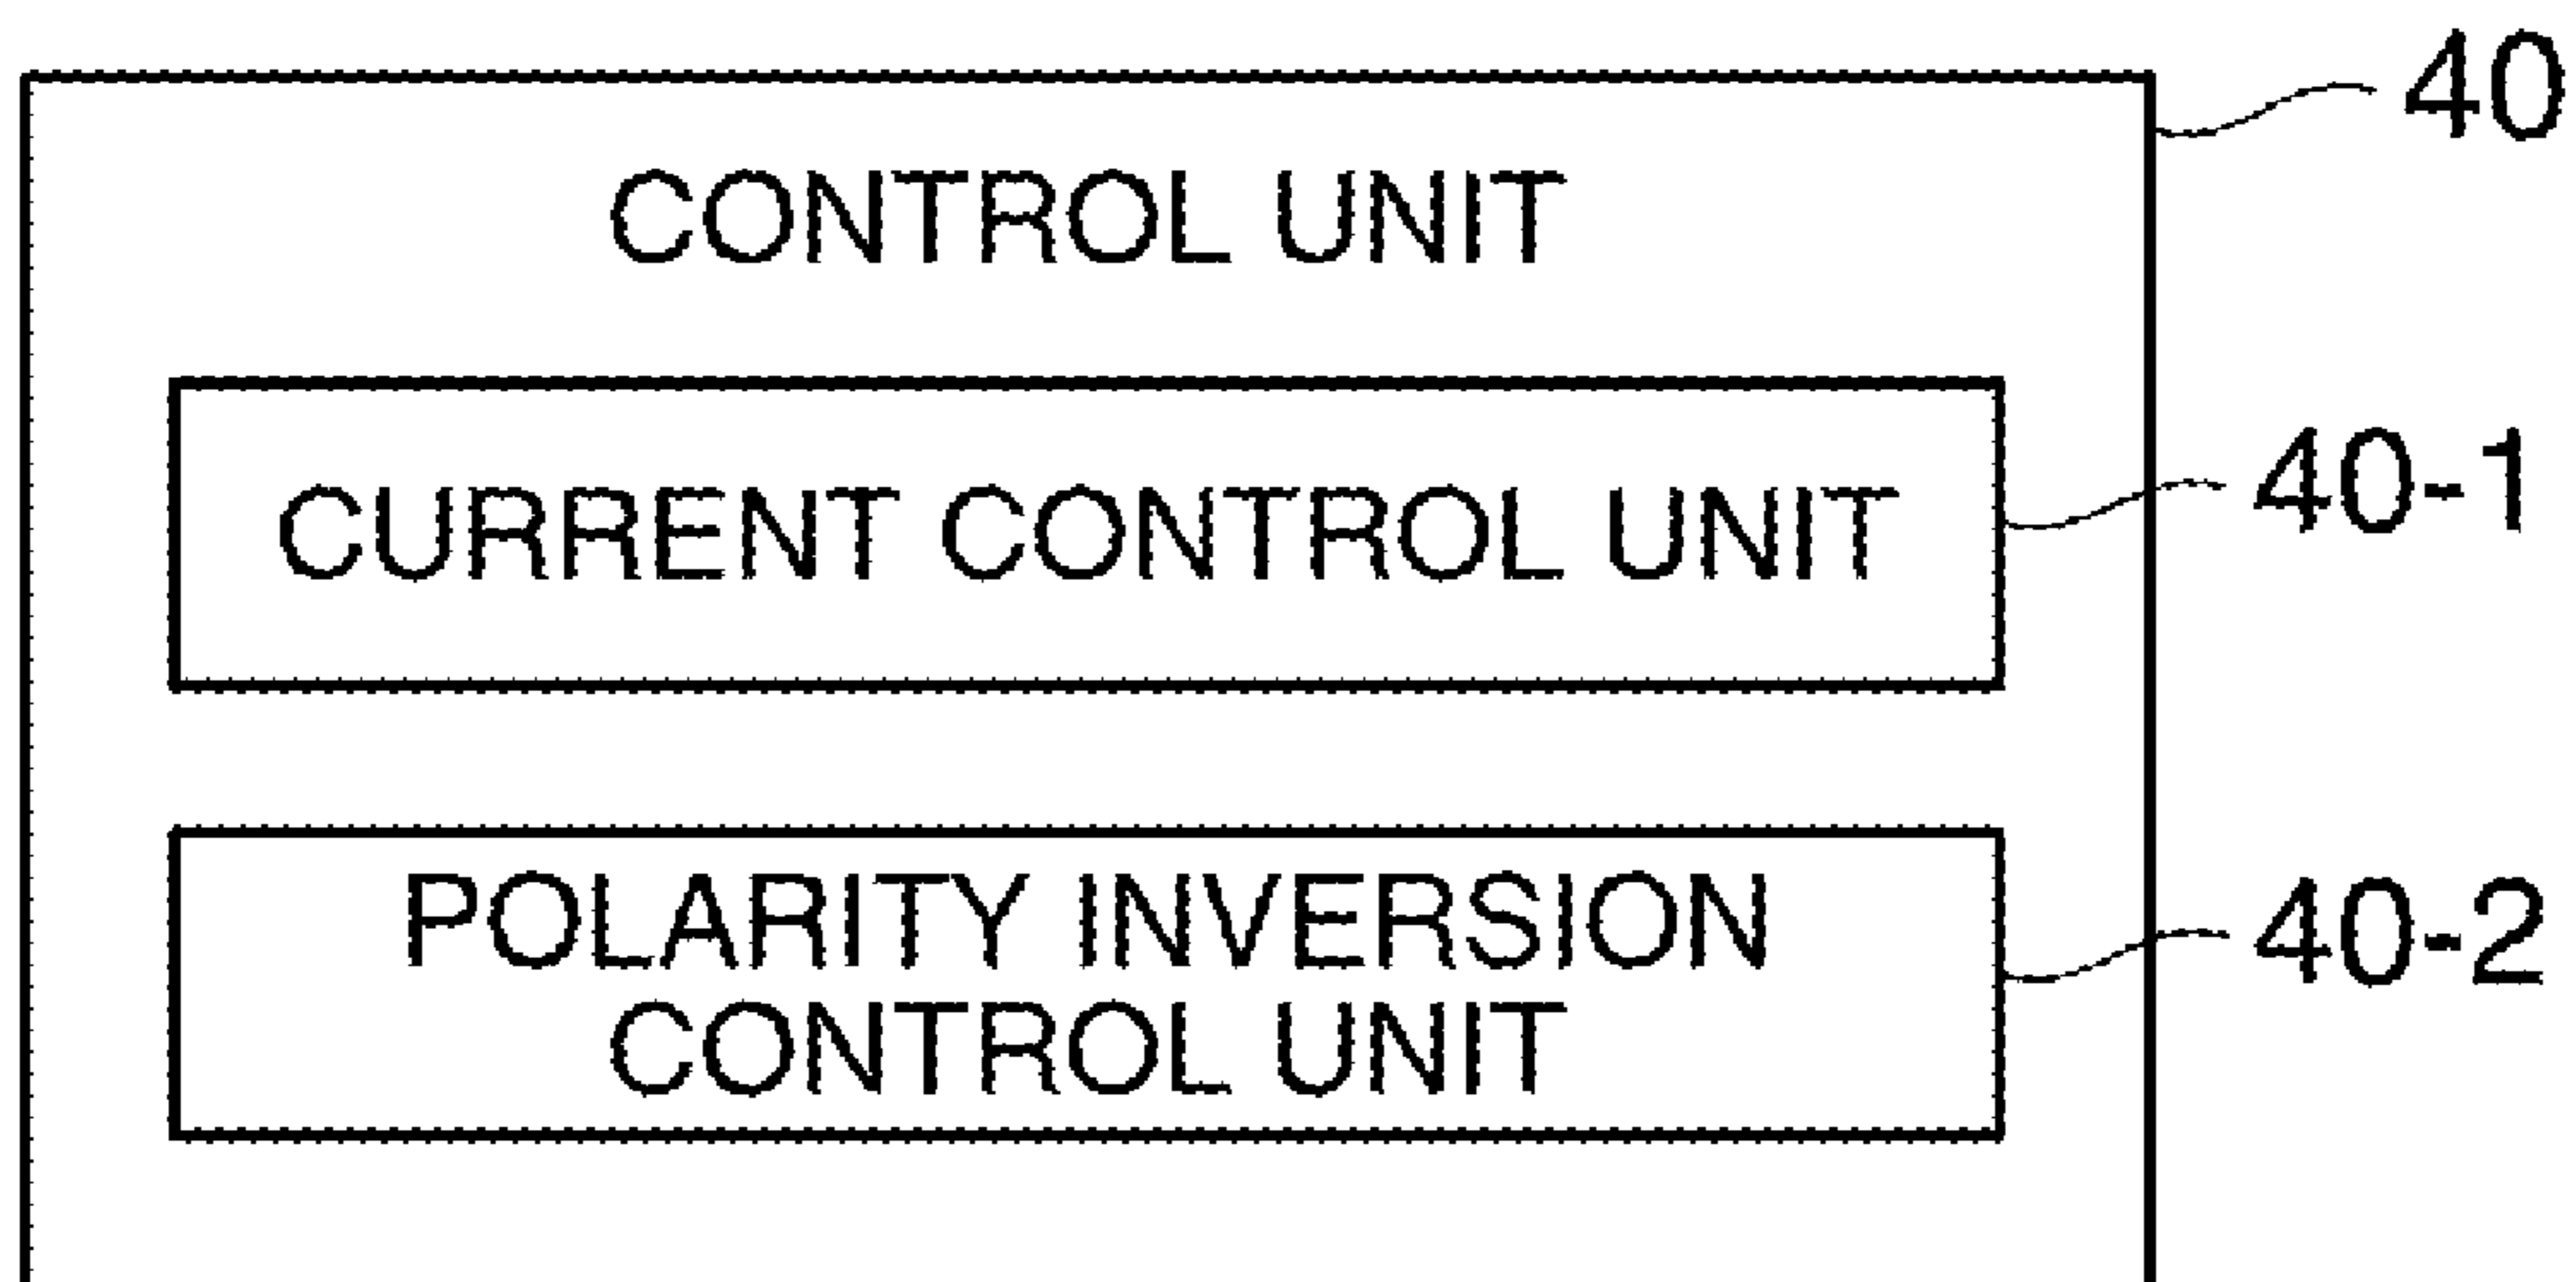 40
CONTROL UNIT
CURRENT CONTROL UNIT
40-1
POLARITY INVERSION
CONTROL UNIT
40-2